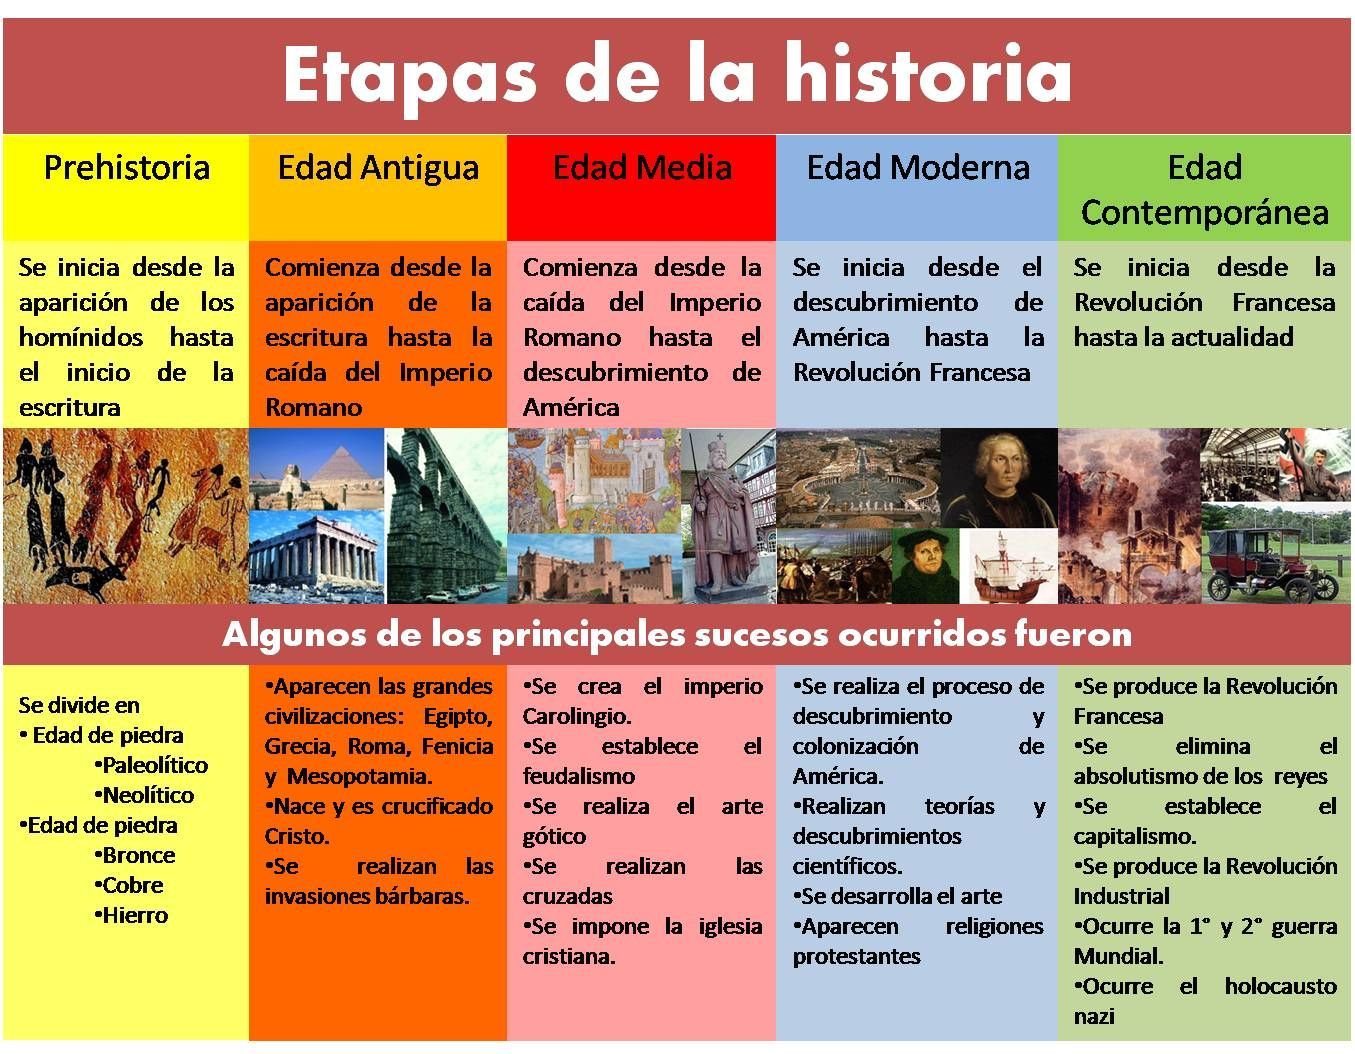 Etapas de la historia
Prehistoria
Se inicia desde la
aparición de los
homínidos hasta
el inicio de la
escritura
Edad Antigua
Comienza desde la
aparición de la
escritura hasta la
caída del Imperio
Romano
Edad Media
Comienza desde la
caída del Imperio
Romano hasta el
descubrimiento de
América
Edad Moderna
Se inicia desde el
descubrimiento de
América hasta la
Revolución Francesa
Edad
Contemporánea
Se inicia desde la
Revolución Francesa
hasta la actualidad
Algunos de los principales sucesos ocurridos fueron
Se divide en
• Edad de piedra
•Paleolítico
•Neolítico
•Edad de piedra
•Bronce
•Cobre
•Hierro
•Aparecen las grandes
civilizaciones: Egipto,
Grecia, Roma, Fenicia
y Mesopotamia.
•Nace y es crucificado
Cristo.
•Se realizan las
invasiones bárbaras.
•Se crea el imperio
Carolingio.
•Se establece el
feudalismo
•Se realiza el arte
gótico
•Se realizan las
cruzadas
•Se impone la iglesia
cristiana.
•Se realiza el proceso de
descubrimiento y
colonización de
América.
•Realizan teorías y
descubrimientos
científicos.
•Se desarrolla el arte
•Aparecen religiones
protestantes
•Se produce la Revolución
Francesa
•Se elimina el
absolutismo de los reyes
•Se establece el
capitalismo.
•Se produce la Revolución
Industrial
•Ocurre la 1° y 2° guerra
Mundial.
•Ocurre el holocausto
nazi